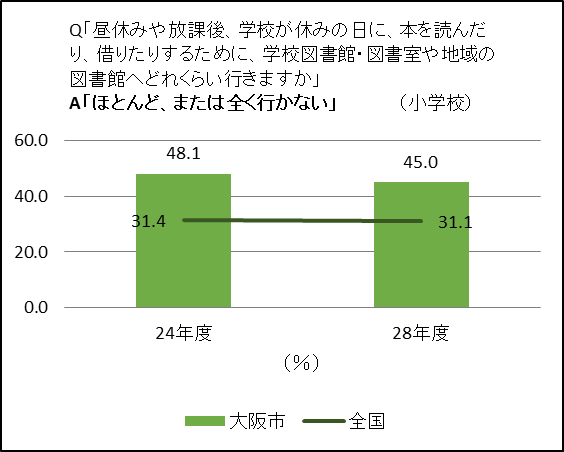 Q「昼休みや放課後、学校が休みの日に、本を読んだ
り、借りたりするために、学校図書館・図書室や地域の
図書館へどれくらい行きますか」
A「ほとんど、または全く行かない」 （小学校）
60.0
48.1
45.0
40.0
31.4
31.1
20.0
0.0
24年度
28年度
（％）
大阪市 全国